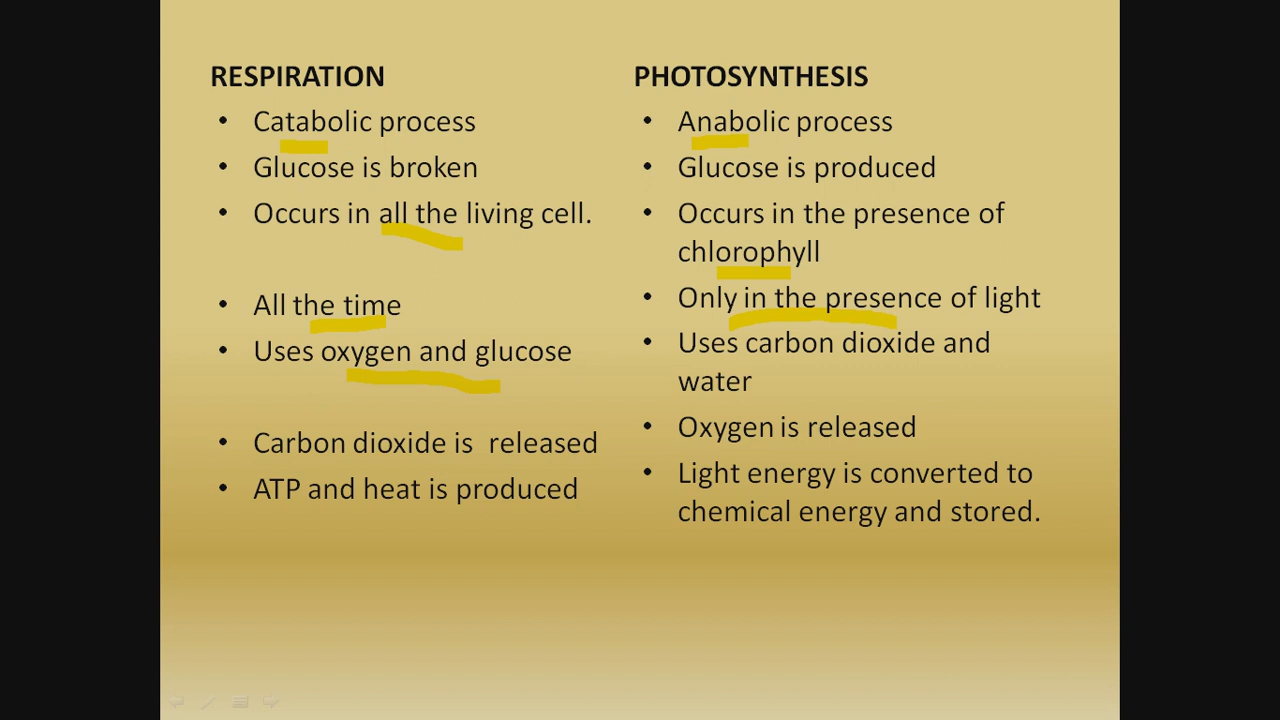 RESPIRATION
• Catabolic process
• Glucose is broken
• Occurs in all the living cell.
• All the time
• Uses oxygen and glucose
• Carbon dioxide is  released
• ATP and heat is produced
PHOTOSYNTHESIS
• Anabolic process
• Glucose is produced
• Occurs in the presence of
chlorophyll
• Only in the presence of light
• Uses carbon dioxide and
water
• Oxygen is released
• Light energy is converted to
chemical energy and stored.